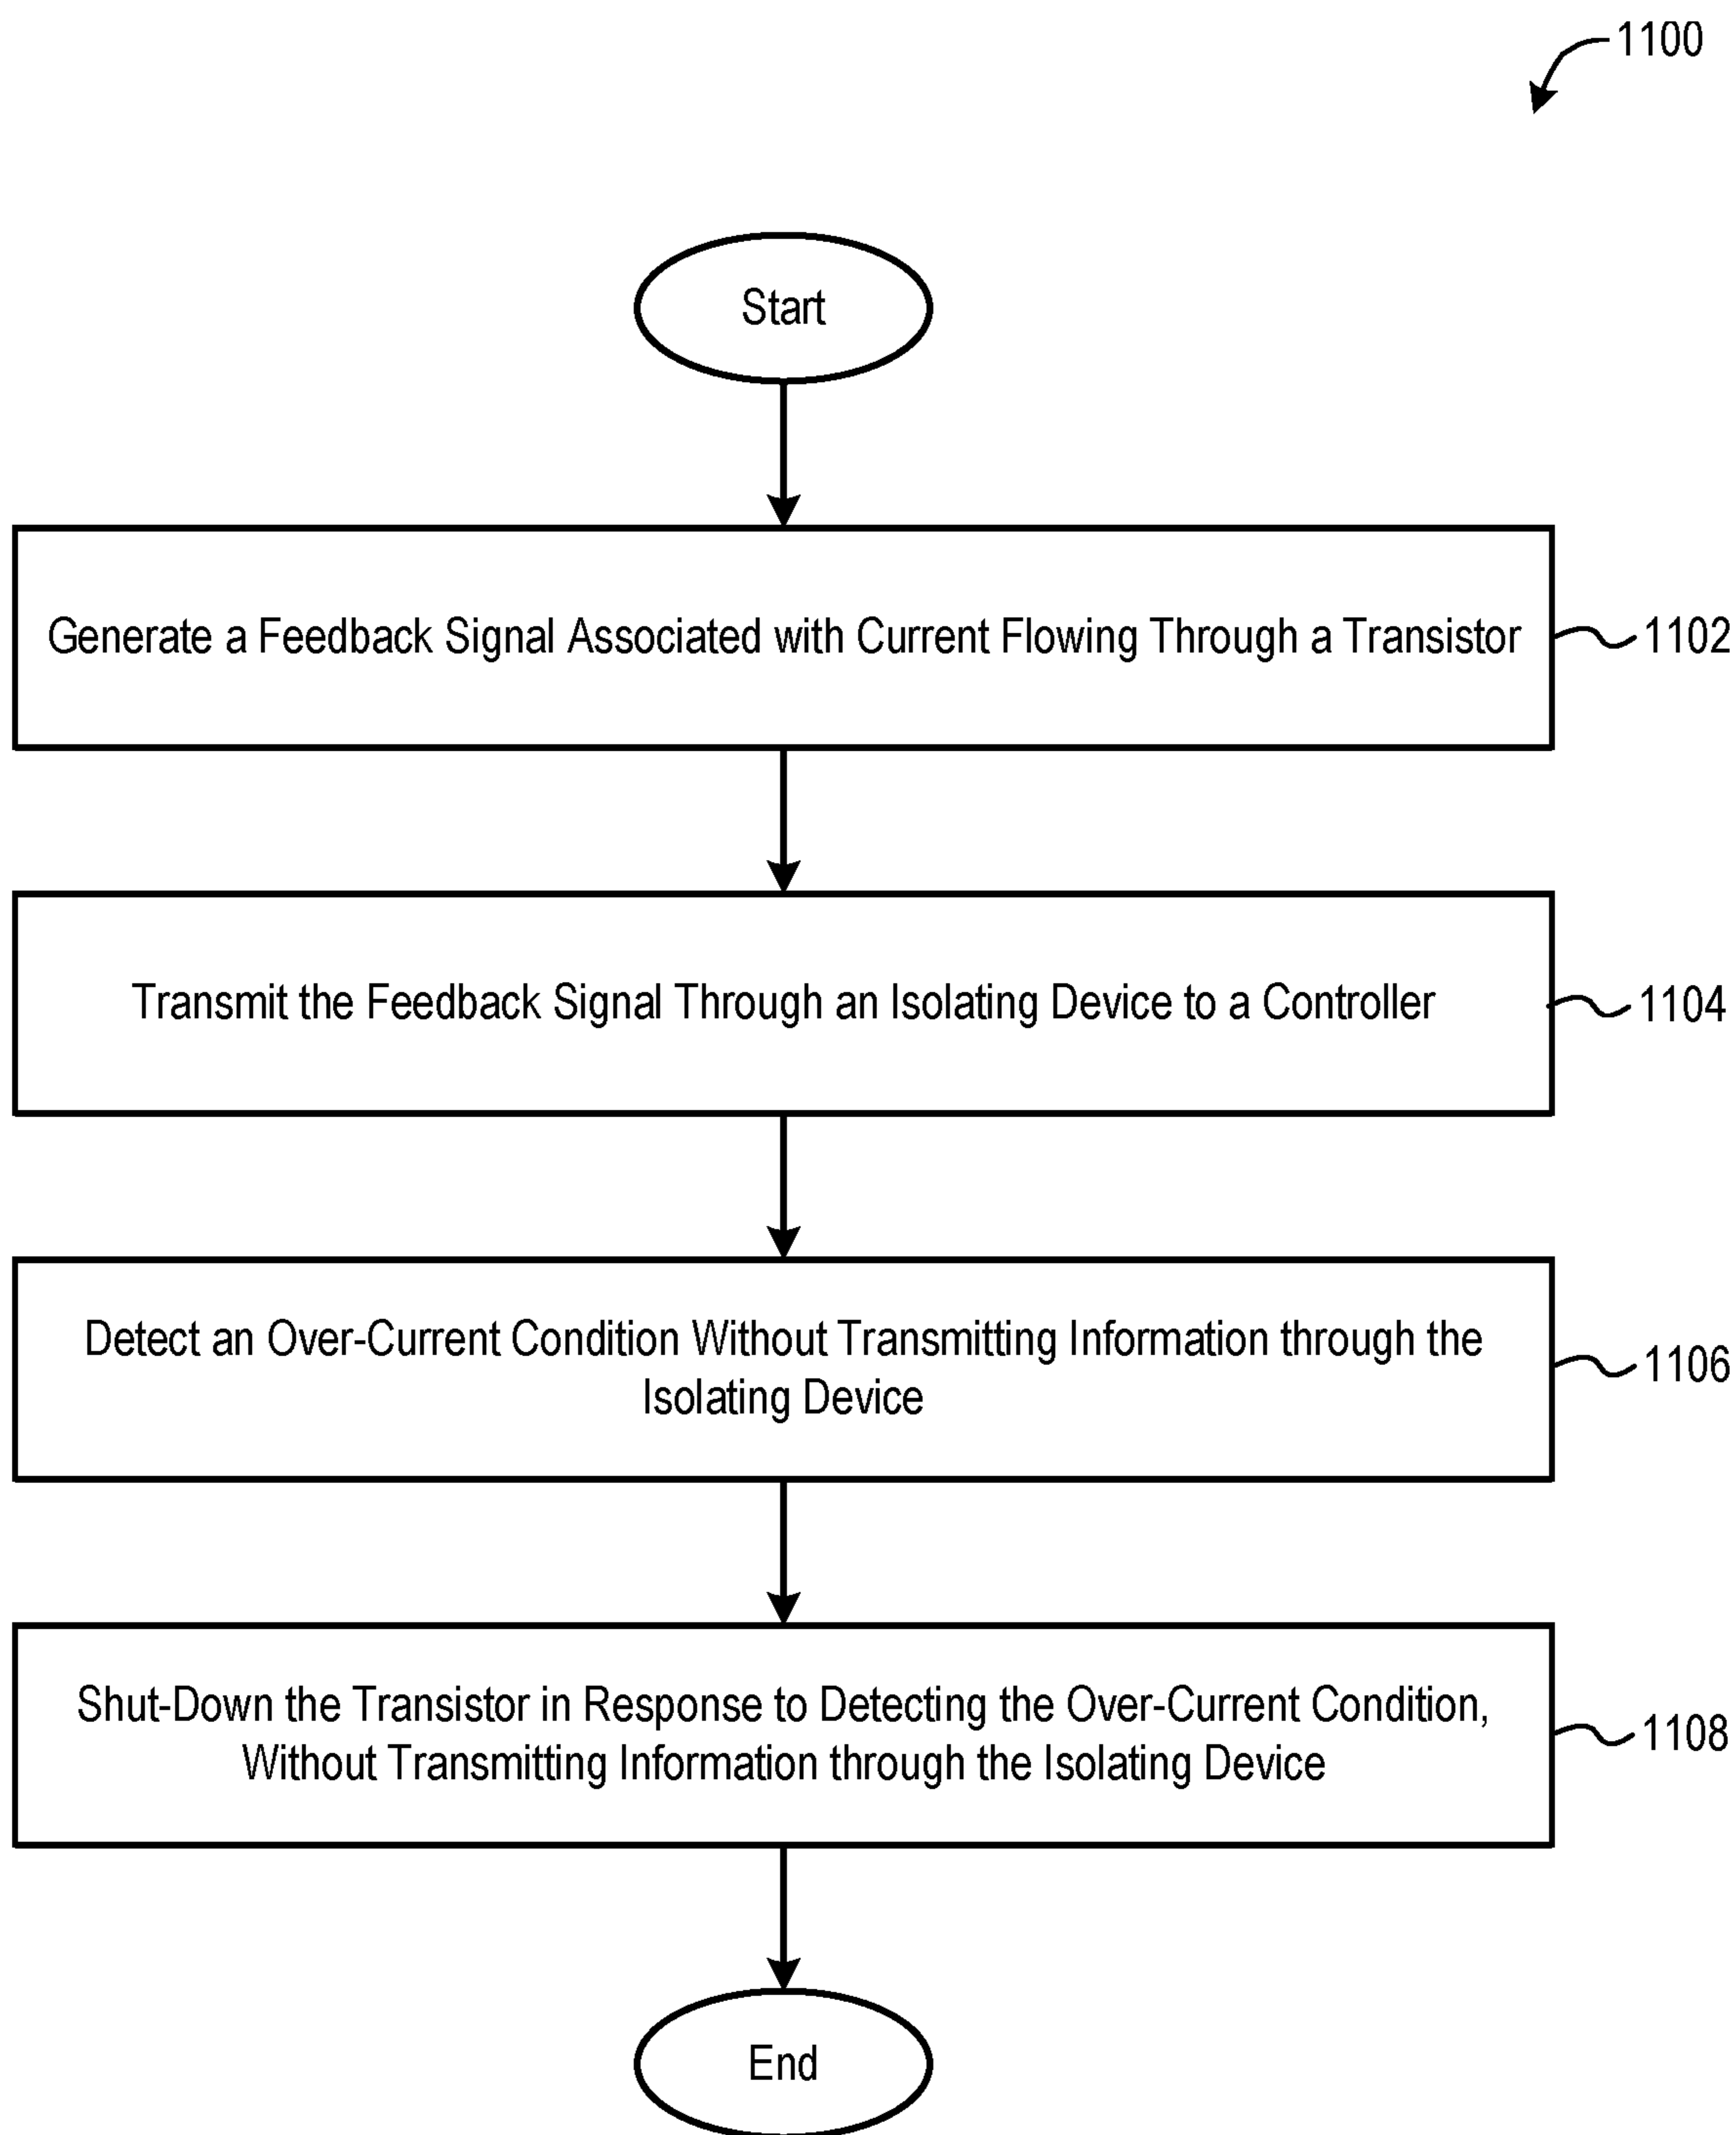 1100
Start
Generate a Feedback Signal Associated with Current Flowing Through a Transistor
1102
Transmit the Feedback Signal Through an Isolating Device to a Controller
1104
Detect an Over-Current Condition Without Transmitting Information through the
Isolating Device
1106
Shut-Down the Transistor in Response to Detecting the Over-Current Condition,
Without Transmitting Information through the Isolating Device
1108
End